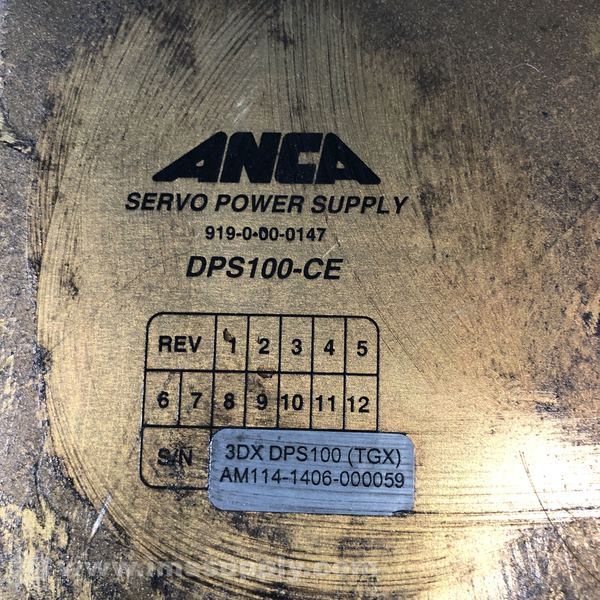 ANCA
SERVO POWER SUPPLY
919-0-00-0147
DPS100-CE
REV 1 2 3 4 5
6 7 8 9 10 11 12
S/N
3DX DPS100 (TGX)
AM114-1406-000059